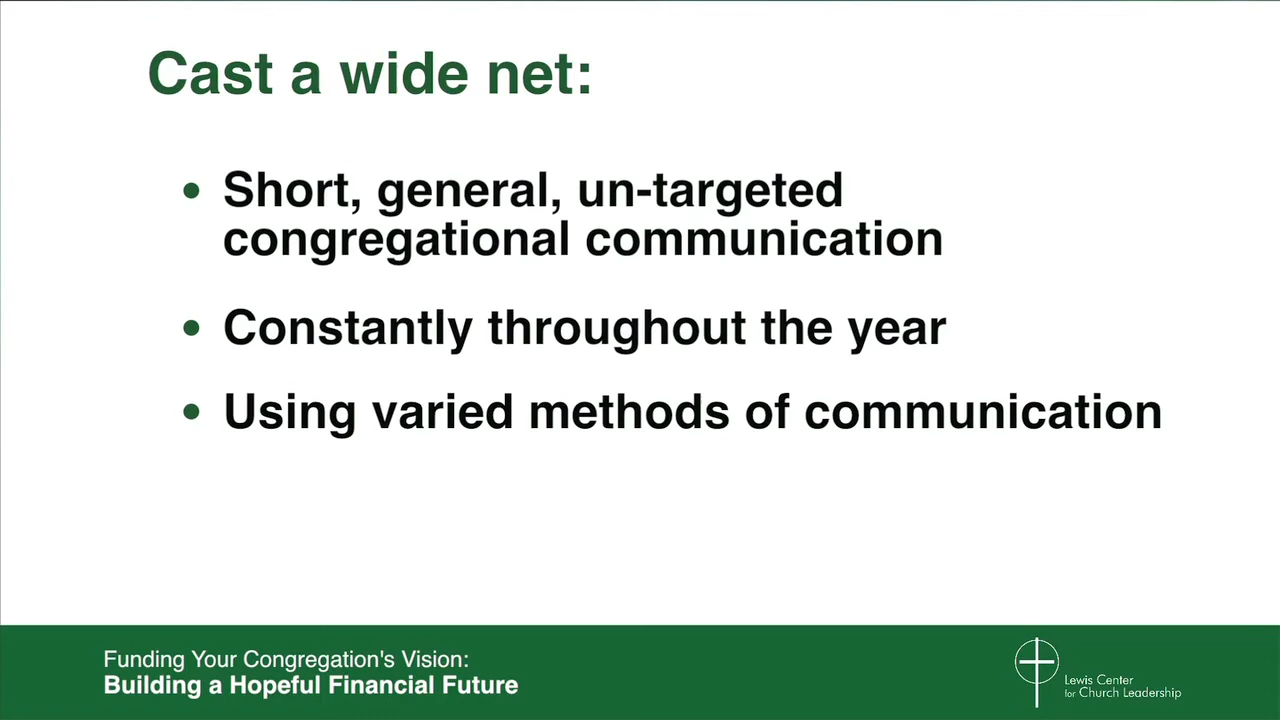 Cast a wide net:
• Short, general, un-targeted
congregational communication
• Constantly throughout the year
• Using varied methods of communication
Funding Your Congregation's Vision:
Building a Hopeful Financial Future
Lewis Center
for Church Leadership